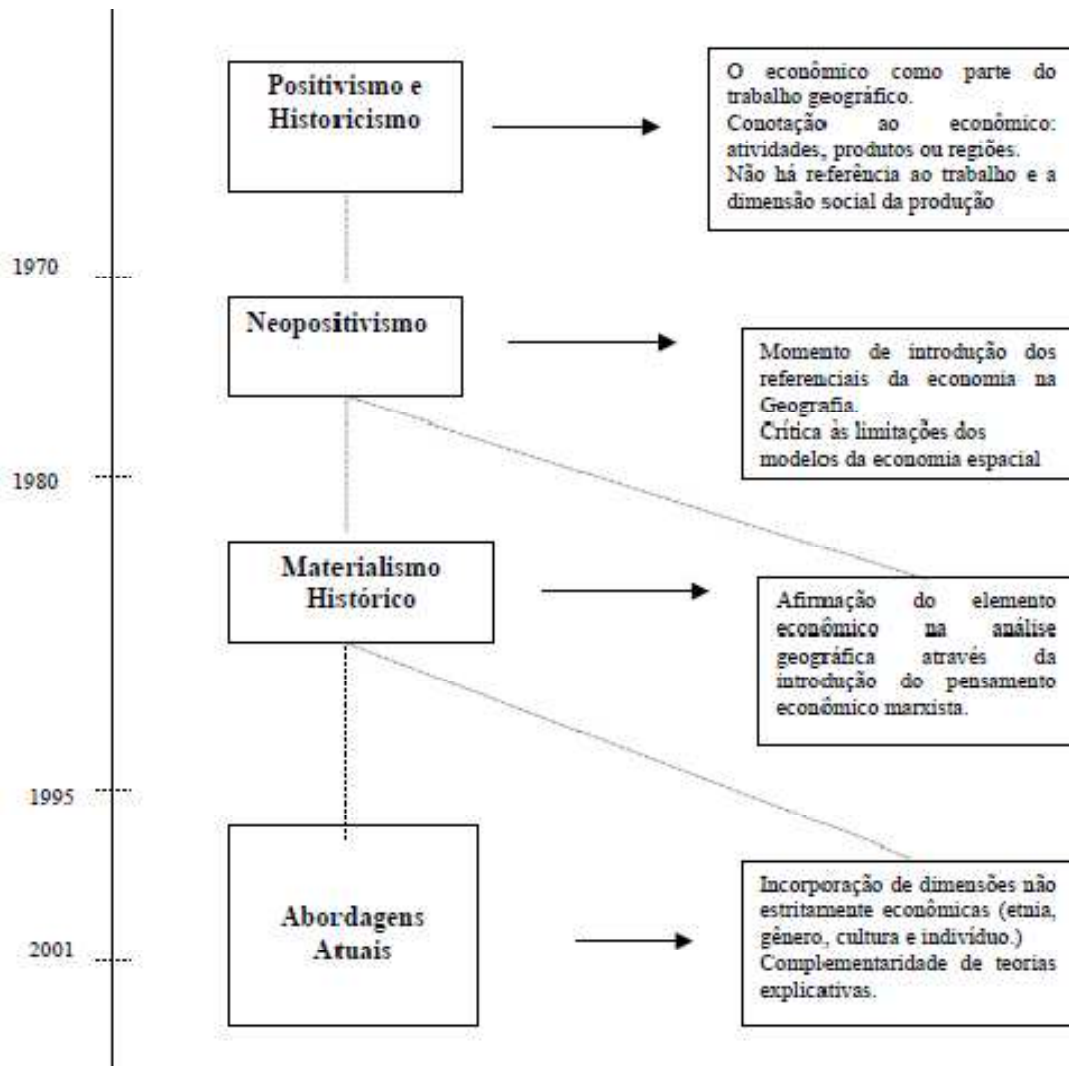 Positivismo e
Historicismo
O econômico como parte do
trabalho geográfico.
Conotação ao econômico:
atividades, produtos ou regiões.
Não há referência ao trabalho e a
dimensão social da produção
1970
Neopositivismo
Momento de introdução dos
referenciais da economia na
Geografia.
Crítica às limitações dos
modelos da economia espacial
1980
Materialismo
Histórico
Afirmação do elemento
econômico na análise
geográfica através da
introdução do pensamento
econômico marxista.
1995
Abordagens
Atuais
Incorporação de dimensões não
estritamente econômicas (etnia,
gênero, cultura e indivíduo.)
Complementaridade de teorias
explicativas.
2001